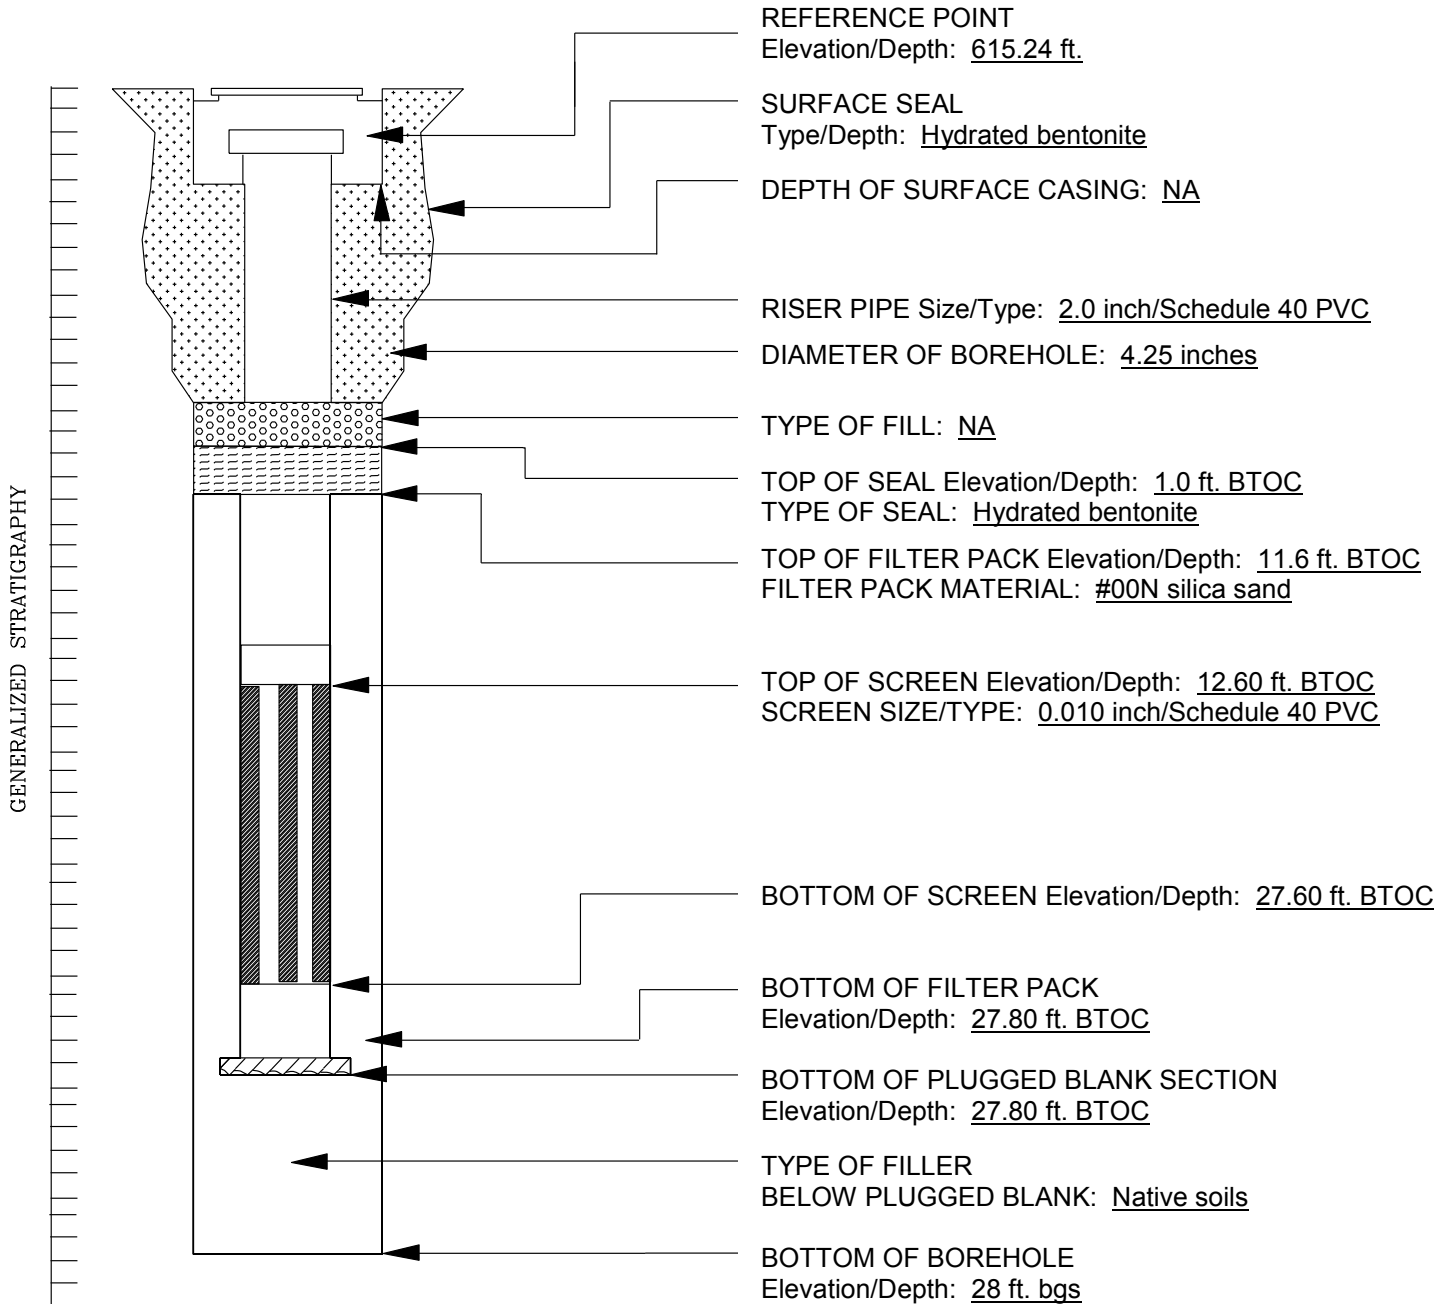 REFERENCE POINT
Elevation/Depth: 615.24 ft.
SURFACE SEAL
Type/Depth: Hydrated bentonite
DEPTH OF SURFACE CASING: NA
RISER PIPE Size/Type: 2.0 inch/Schedule 40 PVC
DIAMETER OF BOREHOLE: 4.25 inches
TYPE OF FILL: NA
TOP OF SEAL Elevation/Depth: 1.0 ft. BTOC
TYPE OF SEAL: Hydrated bentonite
TOP OF FILTER PACK Elevation/Depth: 11.6 ft. BTOC
FILTER PACK MATERIAL: #00N silica sand
TOP OF SCREEN Elevation/Depth: 12.60 ft. BTOC
SCREEN SIZE/TYPE: 0.010 inch/Schedule 40 PVC
BOTTOM OF SCREEN Elevation/Depth: 27.60 ft. BTOC
BOTTOM OF FILTER PACK
Elevation/Depth: 27.80 ft. BTOC
BOTTOM OF PLUGGED BLANK SECTION
Elevation/Depth: 27.80 ft. BTOC
TYPE OF FILLER
BELOW PLUGGED BLANK: Native soils
BOTTOM OF BOREHOLE
Elevation/Depth: 28 ft. bgs
GENERALIZED STRATIGRAPHY